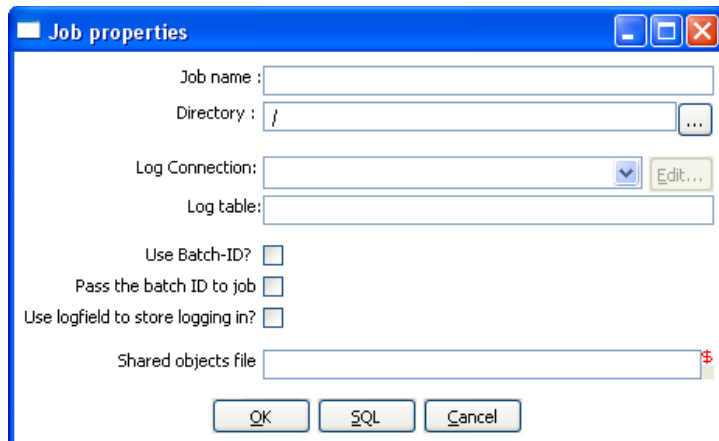 Job properties
Job name :
Directory : /
...
Log Connection:
Edit...
Log table:
Use Batch-ID?
Pass the batch ID to job
Use logfield to store logging in?
Shared objects file
$
OK SQL Cancel